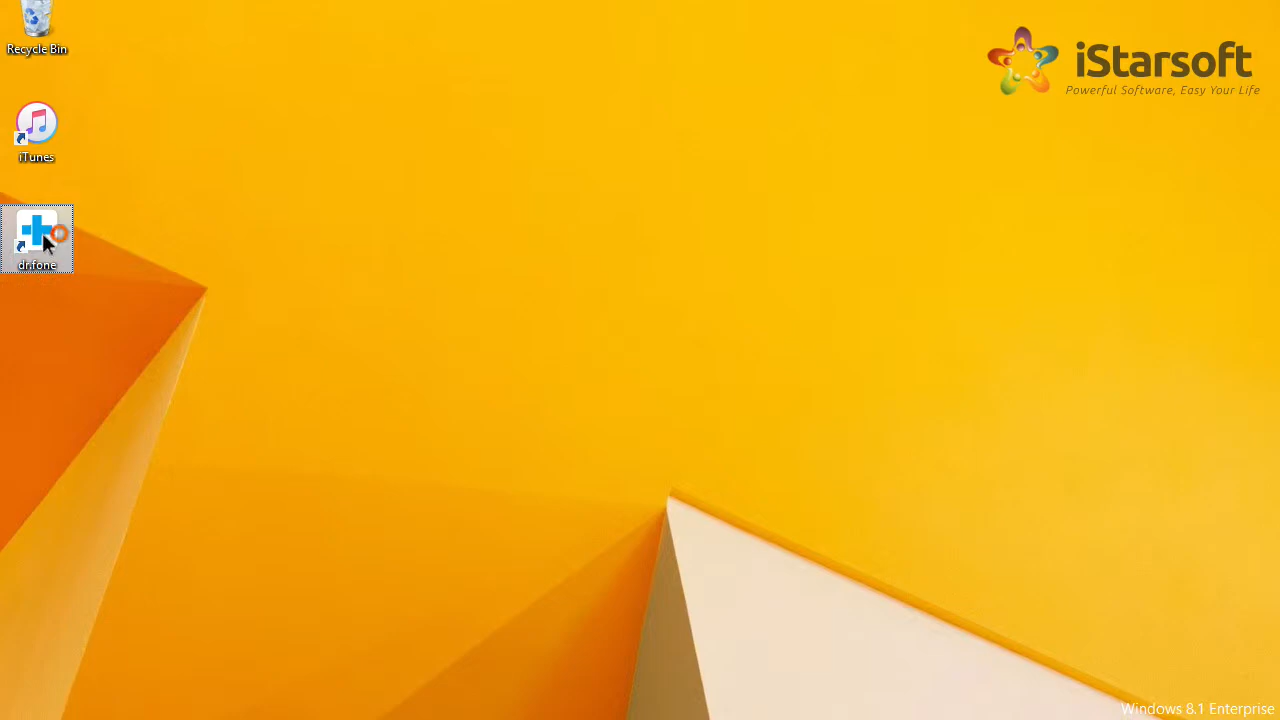 Recycle Bin
iTunes
dr.fone
iStarsoft
Powerful Software, Easy Your Life
Windows 8.1 Enterprise